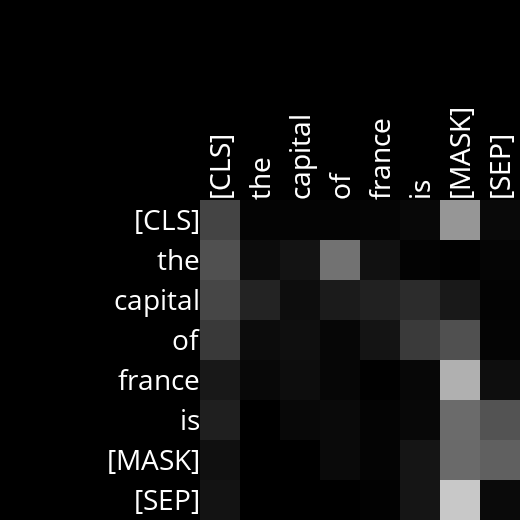 [CLS] the capital of france is [MASK] [SEP]
[CLS]
the
capital
of
france
is
[MASK]
[SEP]